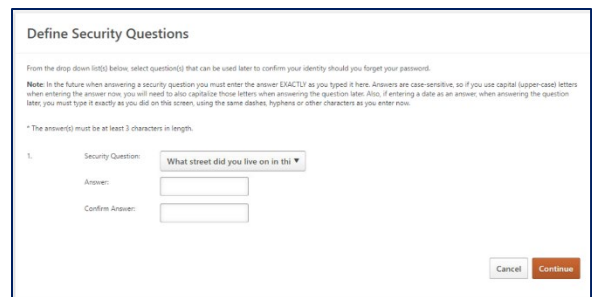 Define Security Questions
From the drop down list(s) below, select question(s) that can be used later to confirm your identity should you forget your password.
Note: In the future when answering a security question you must enter the answer EXACTLY as you typed it here. Answers are case-sensitive, so if you use capital (upper-case) letters
when entering the answer now, you will need to also capitalize those letters when answering the question later. Also, if entering a date as an answer, when answering the question
later, you must type it exactly as you did on this screen, using the same dashes, hyphens or other characters as you enter now.
* The answer(s) must be at least 3 characters in length.
1. Security Question: What street did you live on in thi ▼
Answer:
Confirm Answer:
Cancel Continue